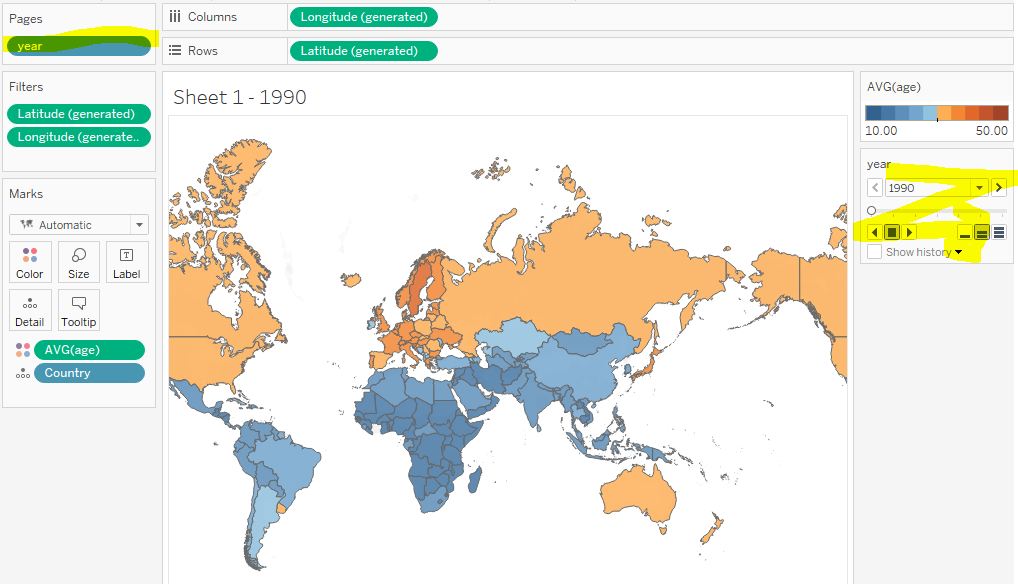 Pages
year
Filters
Latitude (generated)
Longitude (generate..
Marks
Automatic
Color
Size
Label
Detail
Tooltip
AVG(age)
Country
Columns
Longitude (generated)
Rows
Latitude (generated)
Sheet 1 - 1990
AVG(age)
10.00 50.00
year
1990
Show history